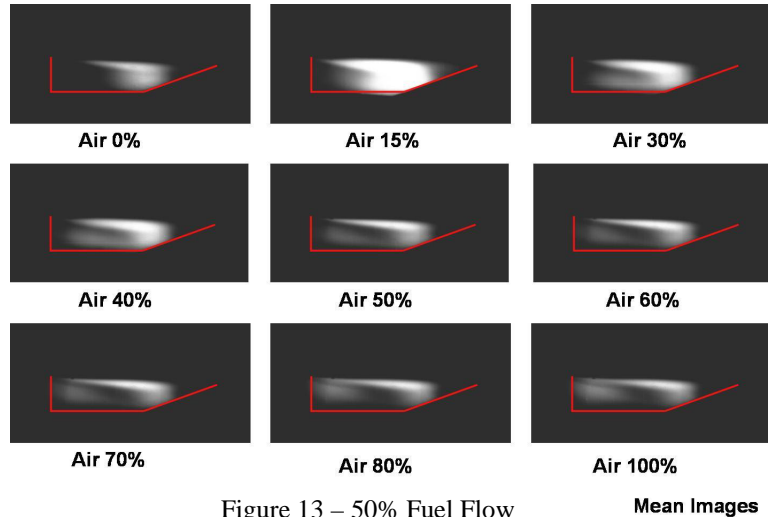 Air 0% Air 15% Air 30%
Air 40% Air 50% Air 60%
Air 70% Air 80% Air 100%
Figure 13 – 50% Fuel Flow Mean Images